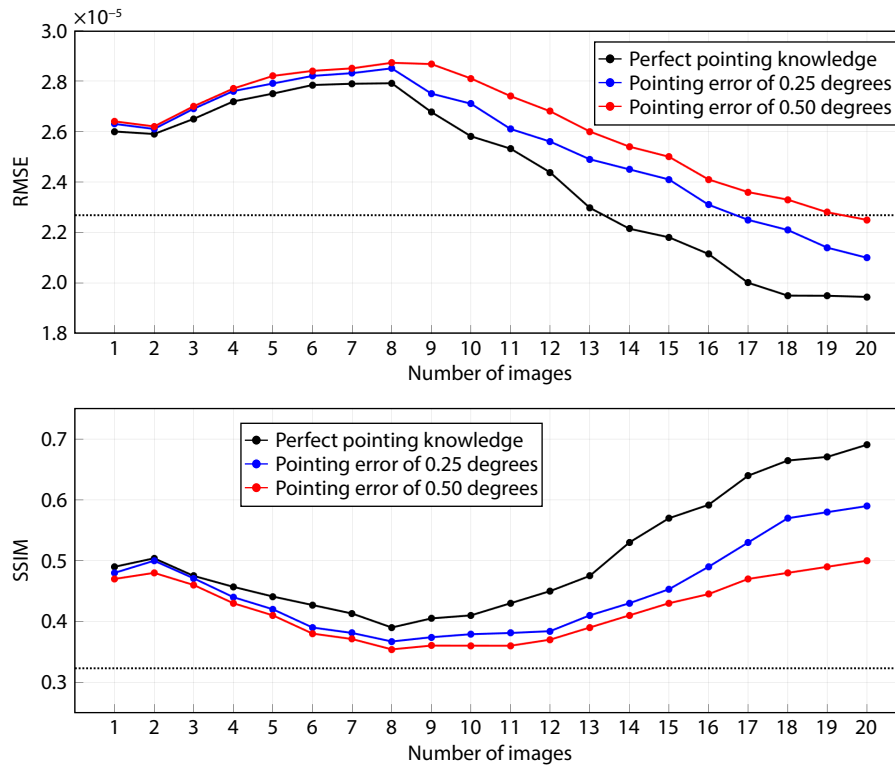 ×10⁻⁵
3.0
2.8
2.6
2.4
2.2
2.0
1.8
RMSE
Perfect pointing knowledge
Pointing error of 0.25 degrees
Pointing error of 0.50 degrees
1 2 3 4 5 6 7 8 9 10 11 12 13 14 15 16 17 18 19 20
Number of images
0.7
0.6
0.5
0.4
0.3
SSIM
Perfect pointing knowledge
Pointing error of 0.25 degrees
Pointing error of 0.50 degrees
1 2 3 4 5 6 7 8 9 10 11 12 13 14 15 16 17 18 19 20
Number of images